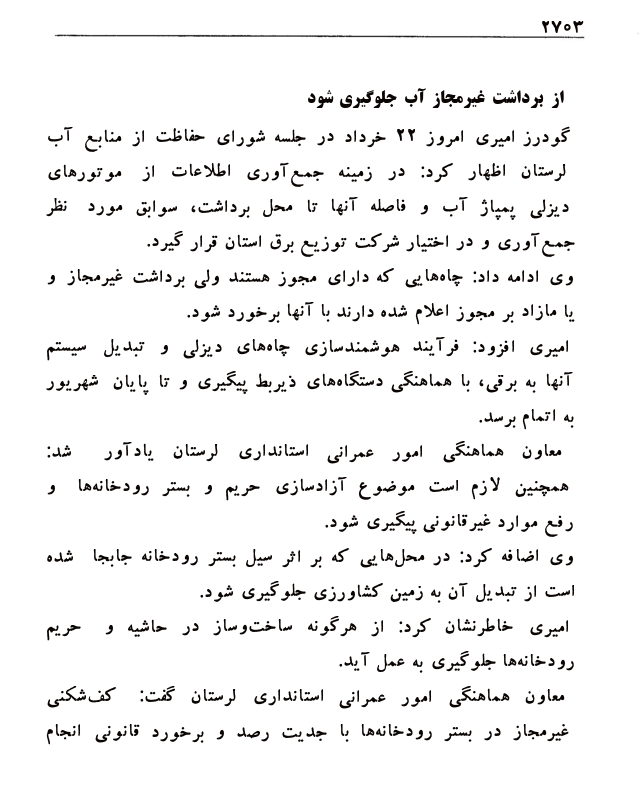 ۲۷۰۳
از برداشت غیرمجاز آب جلوگیری شود
گودرز امیری امروز ۲۲ خرداد در جلسه شورای حفاظت از منابع آب
لرستان اظهار کرد: در زمینه جمع‌آوری اطلاعات از موتورهای
دیزلی پمپاژ آب و فاصله آنها تا محل برداشت، سوابق مورد نظر
جمع‌آوری و در اختیار شرکت توزیع برق استان قرار گیرد.
وی ادامه داد: چاه‌هایی که دارای مجوز هستند ولی برداشت غیرمجاز و
یا مازاد بر مجوز اعلام شده دارند با آنها برخورد شود.
امیری افزود: فرآیند هوشمندسازی چاه‌های دیزلی و تبدیل سیستم
آنها به برقی، با هماهنگی دستگاه‌های ذیربط پیگیری و تا پایان شهریور
به اتمام برسد.
معاون هماهنگی امور عمرانی استانداری لرستان یادآور شد:
همچنین لازم است موضوع آزادسازی حریم و بستر رودخانه‌ها و
رفع موارد غیرقانونی پیگیری شود.
وی اضافه کرد: در محل‌هایی که بر اثر سیل بستر رودخانه جابجا شده
است از تبدیل آن به زمین کشاورزی جلوگیری شود.
امیری خاطرنشان کرد: از هرگونه ساخت‌وساز در حاشیه و حریم
رودخانه‌ها جلوگیری به عمل آید.
معاون هماهنگی امور عمرانی استانداری لرستان گفت: کف‌شکنی
غیرمجاز در بستر رودخانه‌ها با جدیت رصد و برخورد قانونی انجام